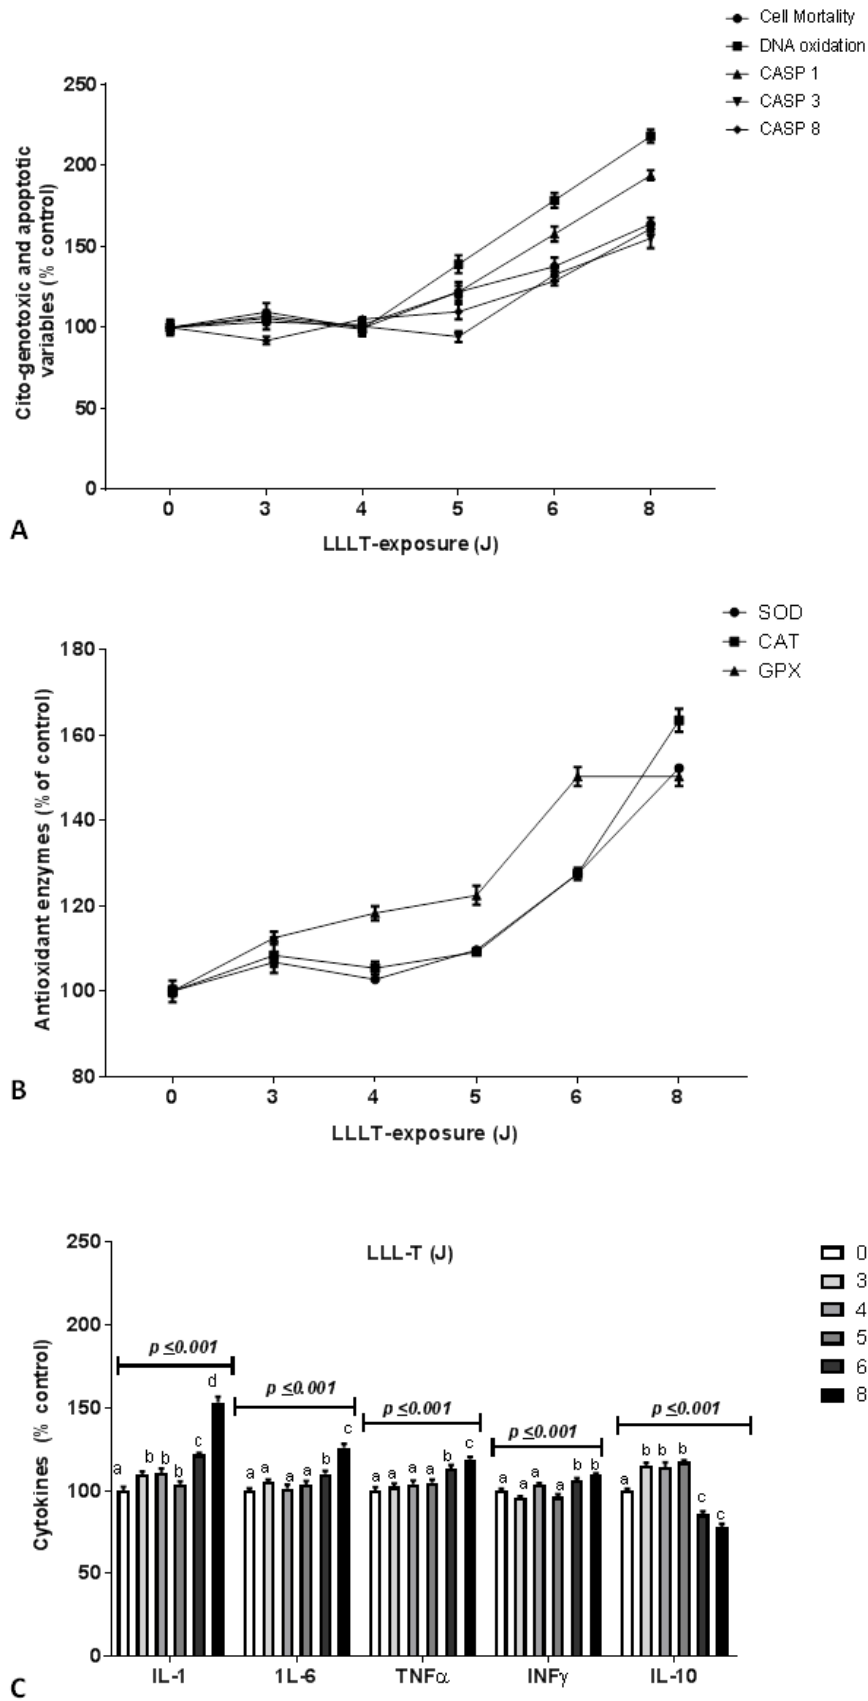 Cell Mortality
DNA oxidation
CASP 1
CASP 3
CASP 8
Cito-genotoxic and apoptotic
variables (% control)
250
200
150
100
50
0
0 3 4 5 6 8
LLLT-exposure (J)
A
SOD
CAT
GPX
Antioxidant enzymes (% of control)
180
160
140
120
100
80
0 3 4 5 6 8
LLLT-exposure (J)
B
LLL-T (J)
0
3
4
5
6
8
Cytokines (% control)
250
200
150
100
50
0
p ≤0.001
p ≤0.001
p ≤0.001
p ≤0.001
p ≤0.001
a b b b c d
a a a a b c
a a a a b c
a a a a b b
a b b b c c
IL-1 1L-6 TNFα INFγ IL-10
C